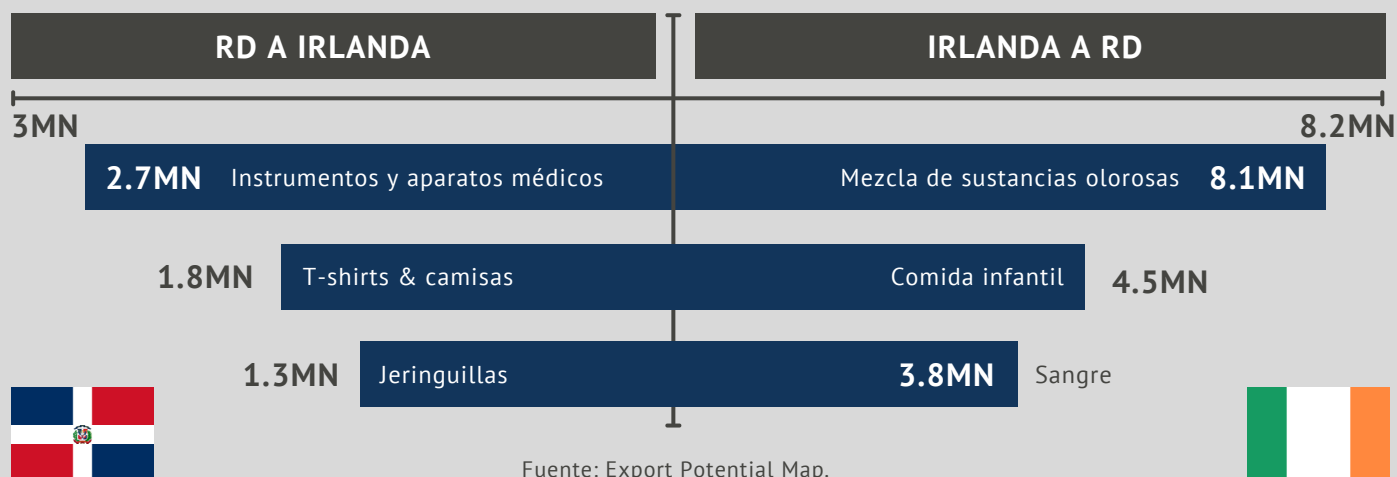 RD A IRLANDA
IRLANDA A RD
3MN
8.2MN
2.7MN Instrumentos y aparatos médicos
Mezcla de sustancias olorosas 8.1MN
1.8MN T-shirts & camisas
Comida infantil 4.5MN
1.3MN Jeringuillas
3.8MN Sangre
Fuente: Export Potential Map.